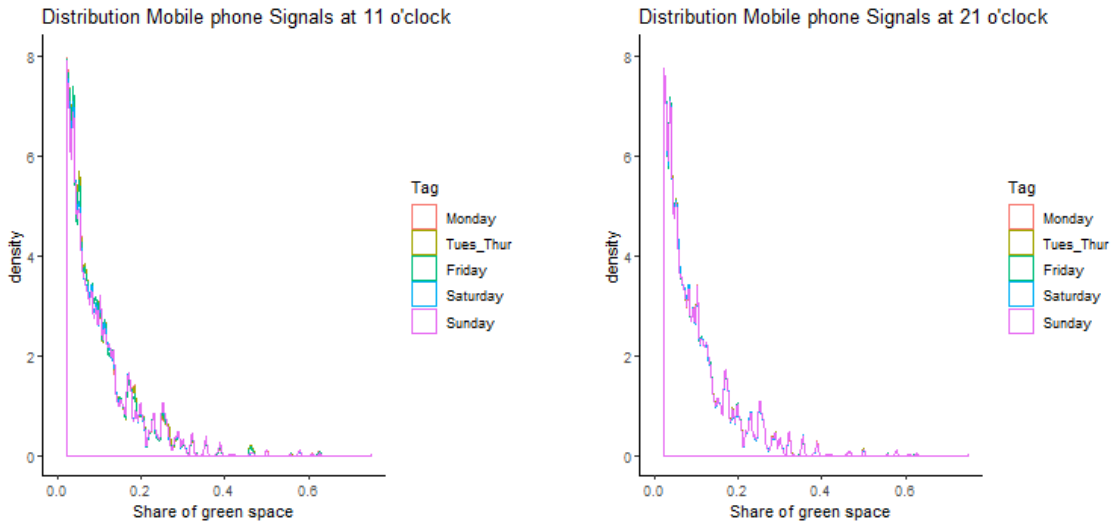 Distribution Mobile phone Signals at 11 o'clock
8
6
4
2
0
density
0.0 0.2 0.4 0.6
Share of green space
Tag
Monday
Tues_Thur
Friday
Saturday
Sunday
Distribution Mobile phone Signals at 21 o'clock
8
6
4
2
0
density
0.0 0.2 0.4 0.6
Share of green space
Tag
Monday
Tues_Thur
Friday
Saturday
Sunday